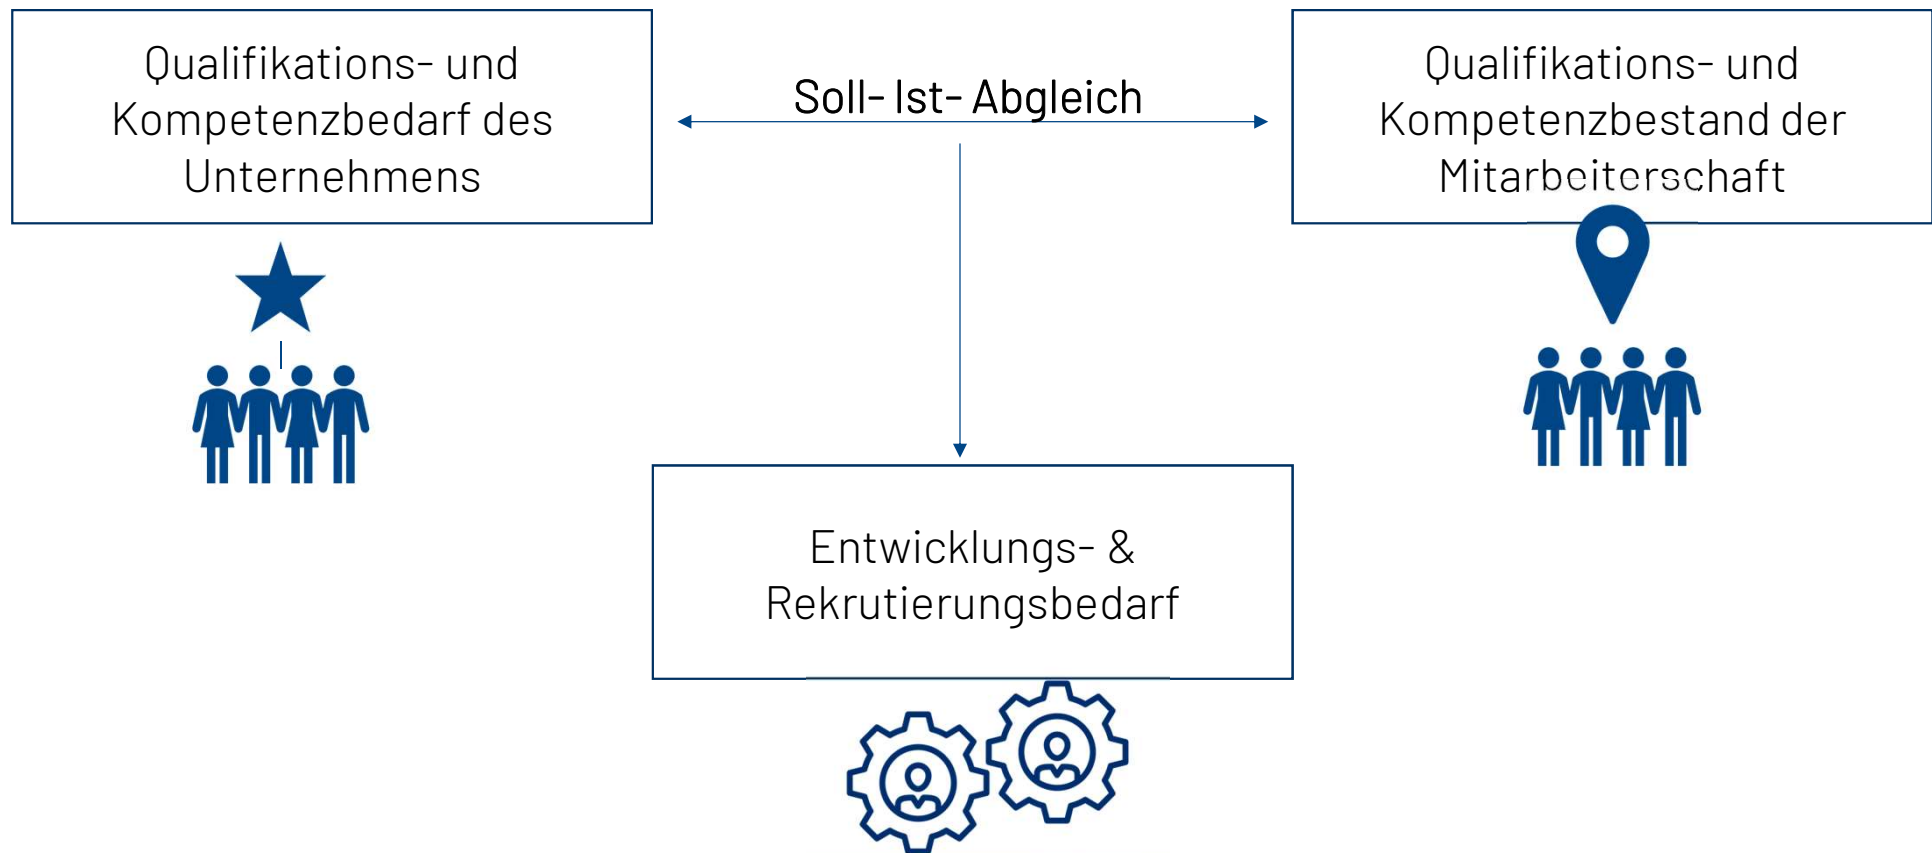 Qualifikations- und
Kompetenzbedarf des
Unternehmens
Soll- Ist- Abgleich
Qualifikations- und
Kompetenzbestand der
Mitarbeiterschaft
Entwicklungs- &
Rekrutierungsbedarf